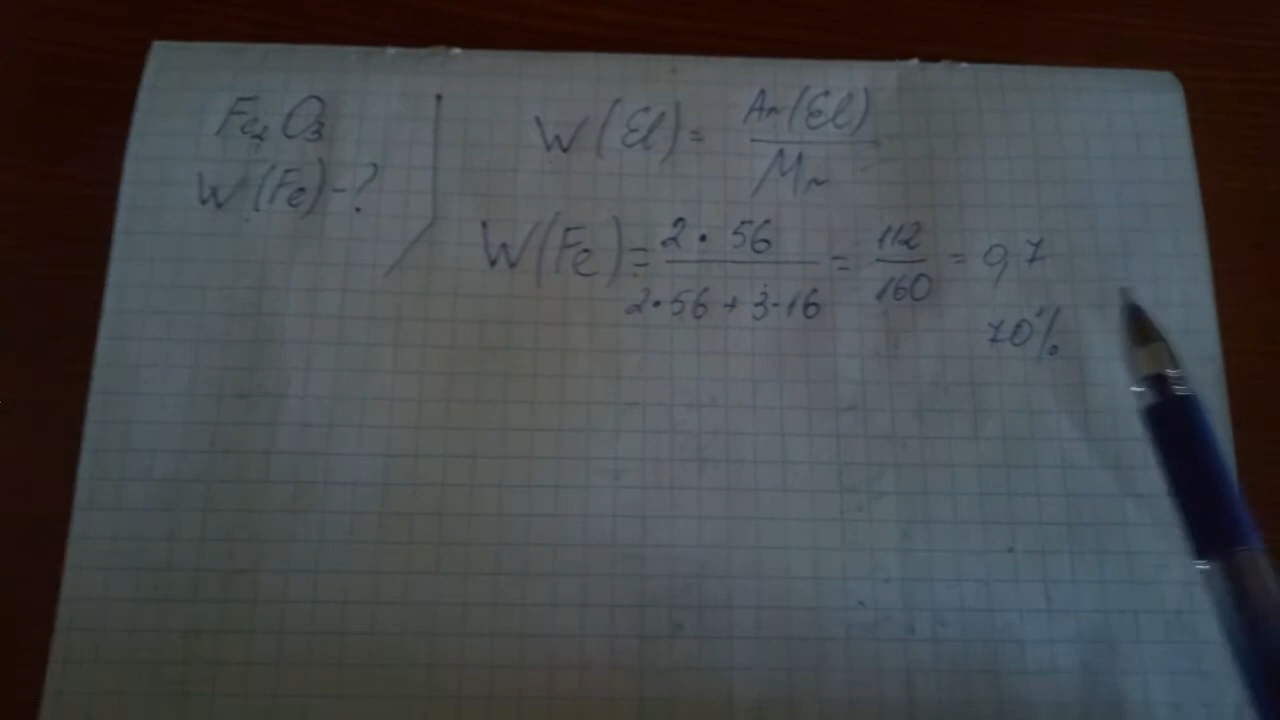 Fe₂O₃
W(Fe)-?
W(El) = Ar(El) / Mr
W(Fe) = 2·56 / 2·56+3·16 = 112 / 160 = 0,7
70%